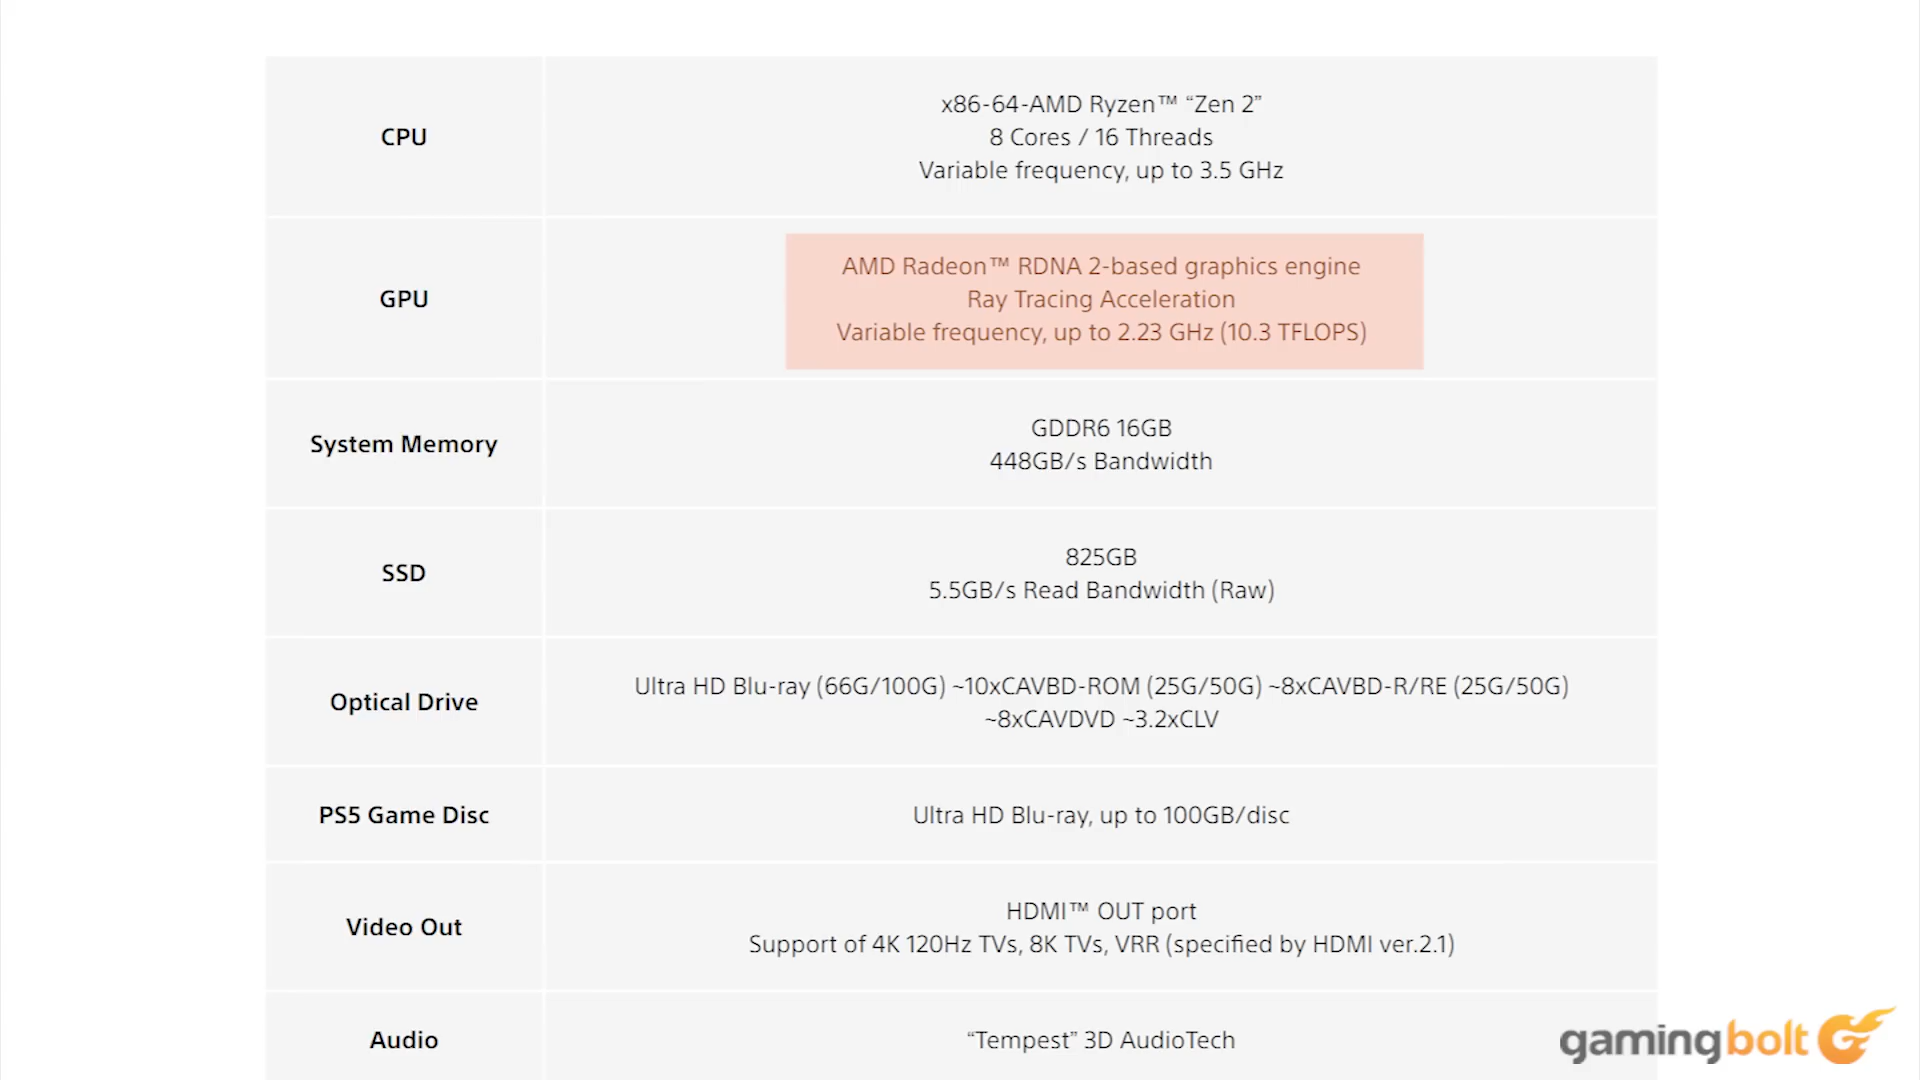 CPU
x86-64-AMD Ryzen™ “Zen 2”
8 Cores / 16 Threads
Variable frequency, up to 3.5 GHz
GPU
AMD Radeon™ RDNA 2-based graphics engine
Ray Tracing Acceleration
Variable frequency, up to 2.23 GHz (10.3 TFLOPS)
System Memory
GDDR6 16GB
448GB/s Bandwidth
SSD
825GB
5.5GB/s Read Bandwidth (Raw)
Optical Drive
Ultra HD Blu-ray (66G/100G) ~10xCAVBD-ROM (25G/50G) ~8xCAVBD-R/RE (25G/50G)
~8xCAVDVD ~3.2xCLV
PS5 Game Disc
Ultra HD Blu-ray, up to 100GB/disc
Video Out
HDMI™ OUT port
Support of 4K 120Hz TVs, 8K TVs, VRR (specified by HDMI ver.2.1)
Audio
“Tempest” 3D AudioTech
gamingbolt